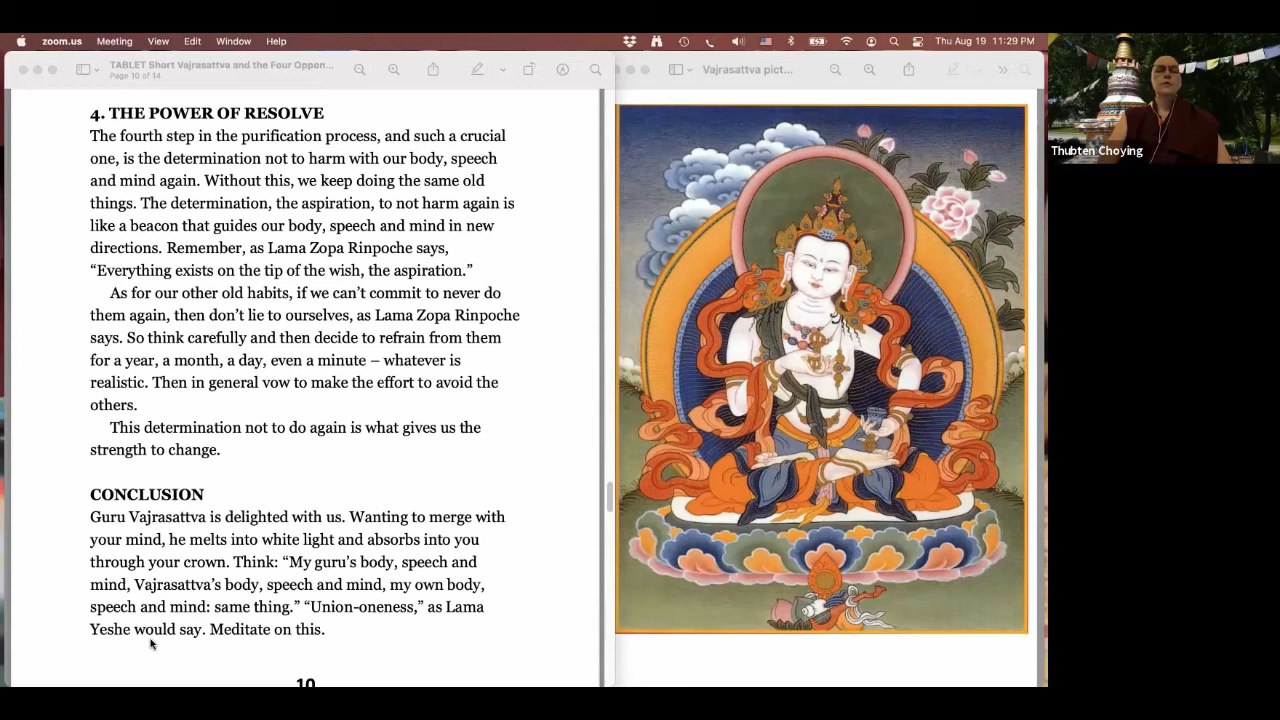 zoom.us Meeting View Edit Window Help
Thu Aug 19 11:29 PM
TABLET Short Vajrasattva and the Four Oppon...
Page 10 of 14
Vajrasattva pict...
Thubten Choying
4. THE POWER OF RESOLVE
The fourth step in the purification process, and such a crucial
one, is the determination not to harm with our body, speech
and mind again. Without this, we keep doing the same old
things. The determination, the aspiration, to not harm again is
like a beacon that guides our body, speech and mind in new
directions. Remember, as Lama Zopa Rinpoche says,
“Everything exists on the tip of the wish, the aspiration.”
As for our other old habits, if we can’t commit to never do
them again, then don’t lie to ourselves, as Lama Zopa Rinpoche
says. So think carefully and then decide to refrain from them
for a year, a month, a day, even a minute – whatever is
realistic. Then in general vow to make the effort to avoid the
others.
This determination not to do again is what gives us the
strength to change.
CONCLUSION
Guru Vajrasattva is delighted with us. Wanting to merge with
your mind, he melts into white light and absorbs into you
through your crown. Think: “My guru’s body, speech and
mind, Vajrasattva’s body, speech and mind, my own body,
speech and mind: same thing.” “Union-oneness,” as Lama
Yeshe would say. Meditate on this.
10